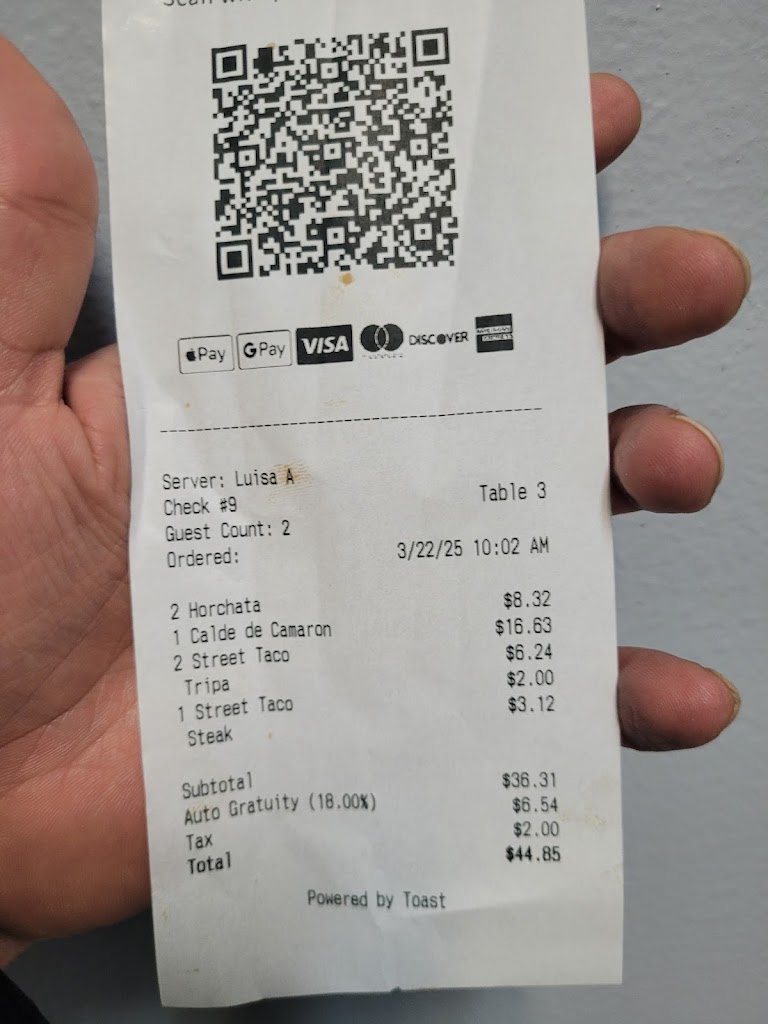 Pay
G Pay
VISA
DISCOVER
Server: Luisa A
Check #9
Table 3
Guest Count: 2
Ordered:
3/22/25 10:02 AM
2 Horchata $8.32
1 Calde de Camaron $16.63
2 Street Taco $6.24
Tripa $2.00
1 Street Taco $3.12
Steak
Subtotal $36.31
Auto Gratuity (18.00%) $6.54
Tax $2.00
Total $44.85
Powered by Toast